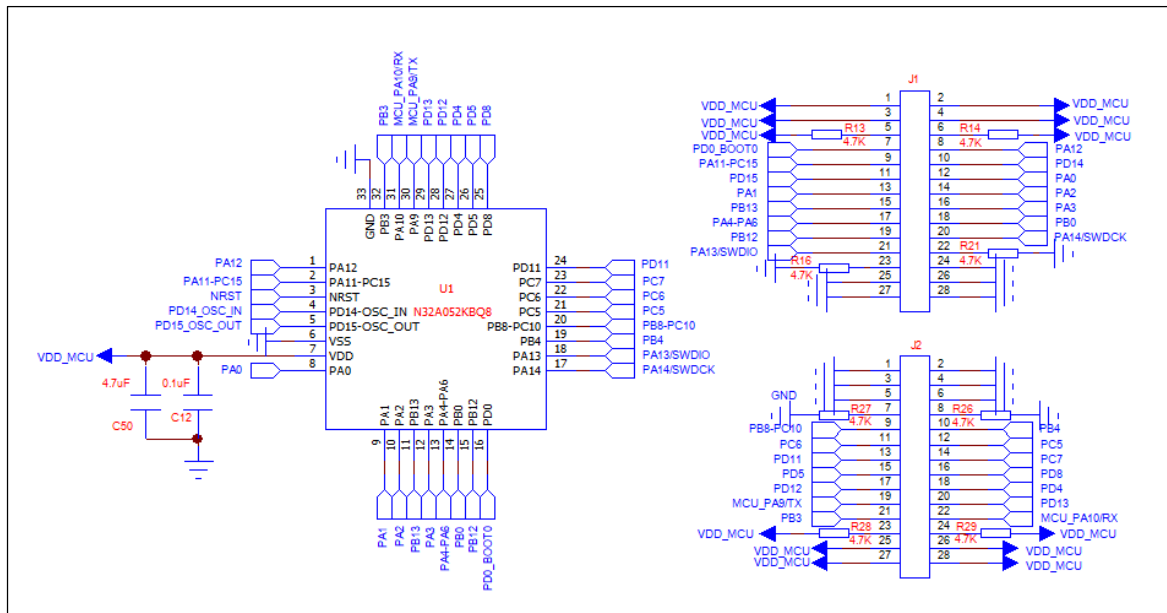 PB3
MCU_PA10/RX
MCU_PA9/TX
PD13
PD12
PD4
PD5
PD8
33
32
31
30
29
28
27
26
25
GND
PB3
PA10
PA9
PD13
PD12
PD4
PD5
PD8
U1
N32A052KBQ8
PA12
1
PA12
PA11-PC15
2
PA11-PC15
NRST
3
NRST
PD14_OSC_IN
4
PD14-OSC_IN
PD15_OSC_OUT
5
PD15-OSC_OUT
6
VSS
VDD_MCU
7
VDD
PA0
8
PA0
PD11
24
PD11
PC7
23
PC7
PC6
22
PC6
PC5
21
PC5
PB8-PC10
20
PB8-PC10
PB4
19
PB4
PA13
18
PA13/SWDIO
PA14
17
PA14/SWDCK
4.7uF
0.1uF
C50
C12
PA1
PA2
PB13
PA3
PA4-PA6
PB0
PB12
PD0
9
10
11
12
13
14
15
16
PA1
PA2
PB13
PA3
PA4-PA6
PB0
PB12
PD0_BOOT0
J1
VDD_MCU 1 2 VDD_MCU
VDD_MCU 3 4 VDD_MCU
VDD_MCU R13 4.7K 5 6 R14 4.7K VDD_MCU
PD0_BOOT0 7 8 PA12
PA11-PC15 9 10 PD14
PD15 11 12 PA0
PA1 13 14 PA2
PB13 15 16 PA3
PA4-PA6 17 18 PB0
PB12 19 20 PA14/SWDCK
PA13/SWDIO 21 22 R21
R16 4.7K 23 24 4.7K
25 26
27 28
J2
1 2
3 4
5 6
GND R27 4.7K 7 8 R26 4.7K
PB8-PC10 9 10 PB4
PC6 11 12 PC5
PD11 13 14 PC7
PD5 15 16 PD8
PD12 17 18 PD4
MCU_PA9/TX 19 20 PD13
PB3 21 22 MCU_PA10/RX
VDD_MCU R28 4.7K 23 24 R29 4.7K VDD_MCU
VDD_MCU 25 26 VDD_MCU
VDD_MCU 27 28 VDD_MCU